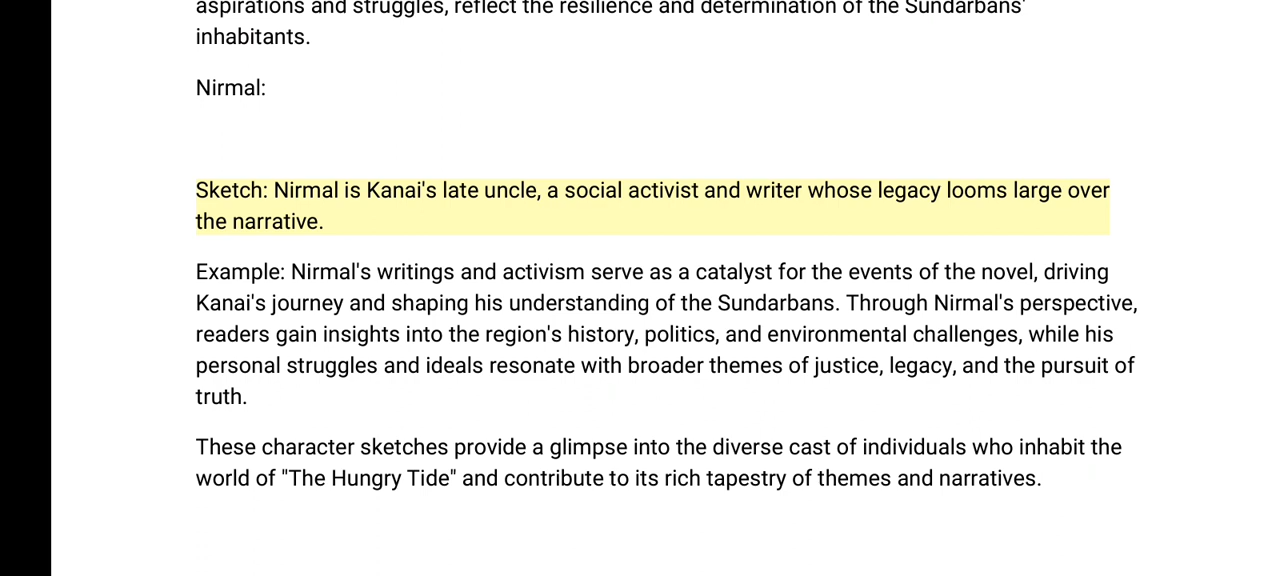 aspirations and struggles, reflect the resilience and determination of the Sundarbans'
inhabitants.
Nirmal:
Sketch: Nirmal is Kanai's late uncle, a social activist and writer whose legacy looms large over
the narrative.
Example: Nirmal's writings and activism serve as a catalyst for the events of the novel, driving
Kanai's journey and shaping his understanding of the Sundarbans. Through Nirmal's perspective,
readers gain insights into the region's history, politics, and environmental challenges, while his
personal struggles and ideals resonate with broader themes of justice, legacy, and the pursuit of
truth.
These character sketches provide a glimpse into the diverse cast of individuals who inhabit the
world of "The Hungry Tide" and contribute to its rich tapestry of themes and narratives.